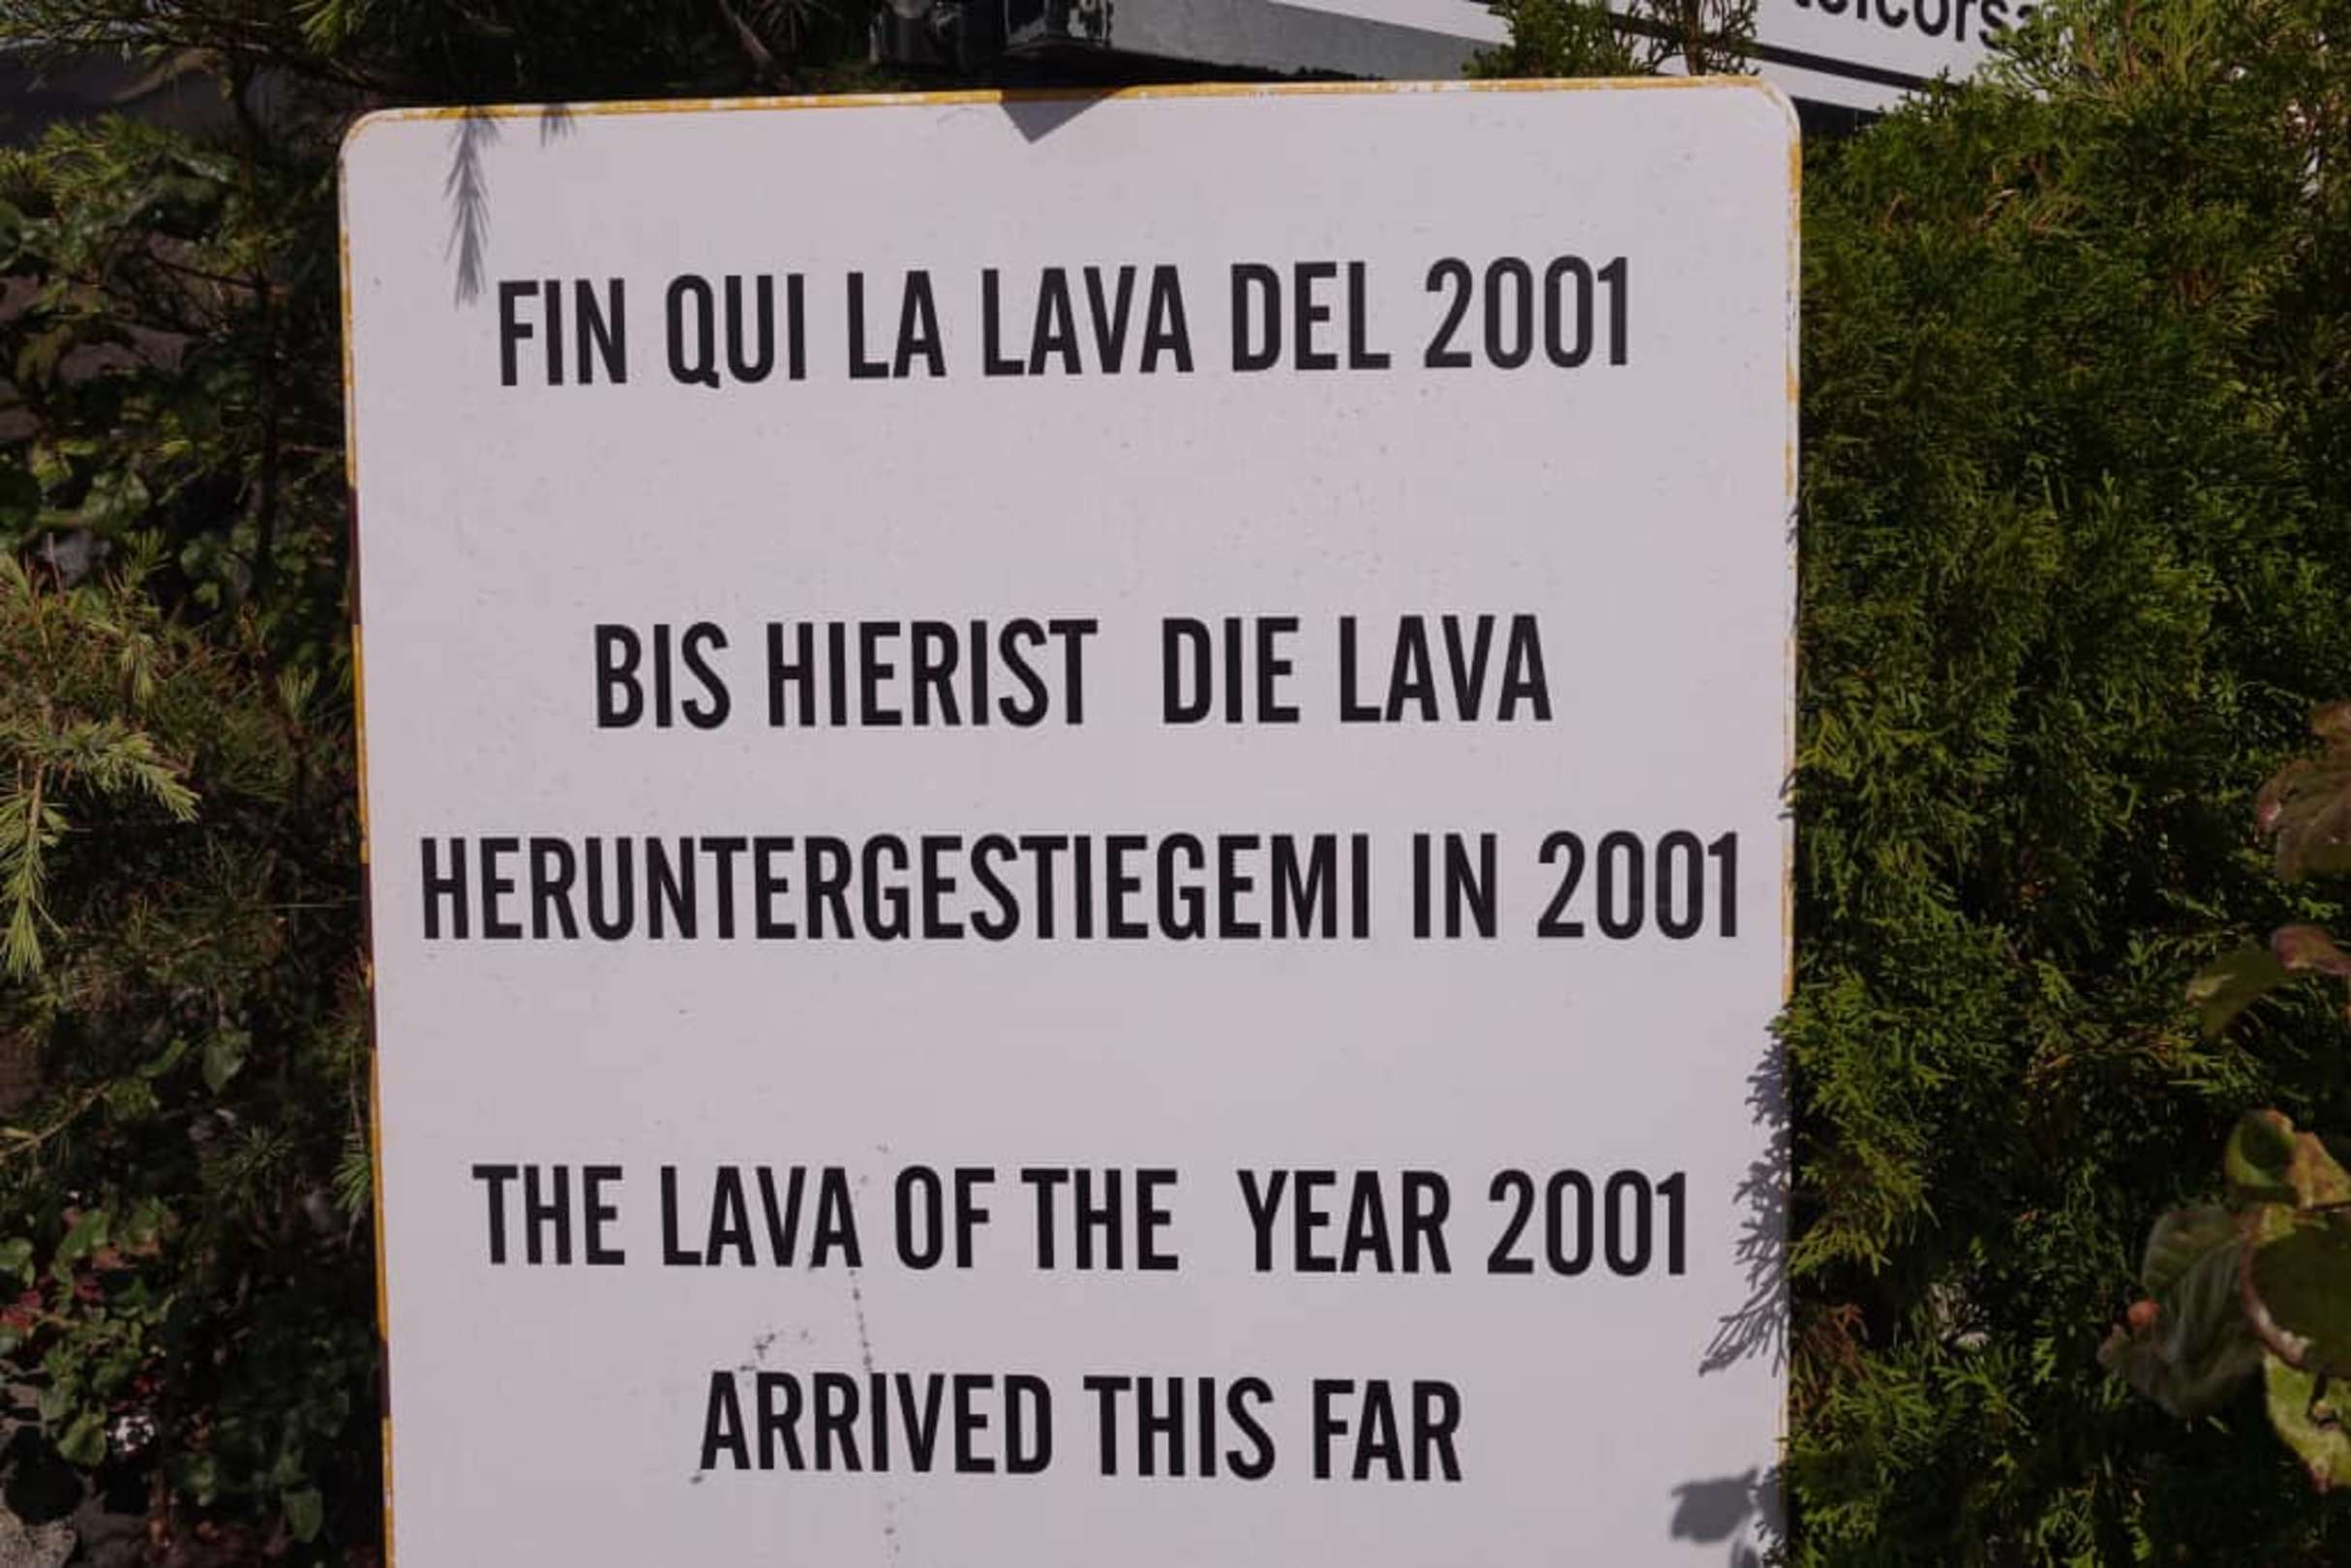 FIN QUI LA LAVA DEL 2001
BIS HIERIST DIE LAVA
HERUNTERGESTIEGEMI IN 2001
THE LAVA OF THE YEAR 2001
ARRIVED THIS FAR